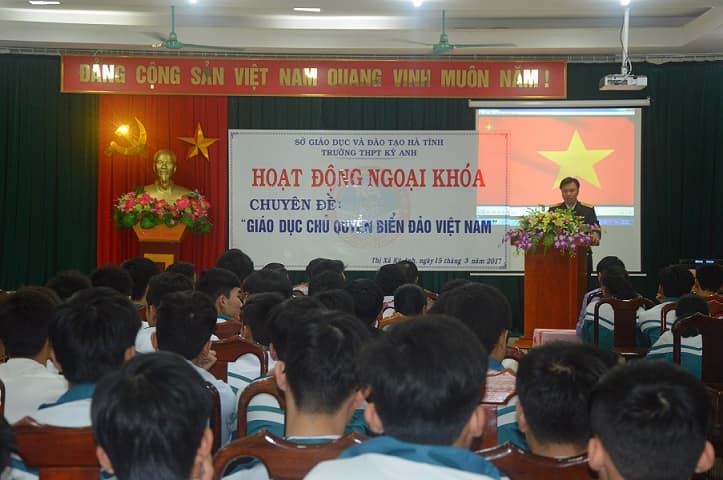 ĐẢNG CỘNG SẢN VIỆT NAM QUANG VINH MUÔN NĂM !
SỞ GIÁO DỤC VÀ ĐÀO TẠO HÀ TĨNH
TRƯỜNG THPT KỲ ANH
HOẠT ĐỘNG NGOẠI KHÓA
CHUYÊN ĐỀ:
"GIÁO DỤC CHỦ QUYỀN BIỂN ĐẢO VIỆT NAM"
Thị Xã Kỳ Anh, ngày 15 tháng 3 năm 2017